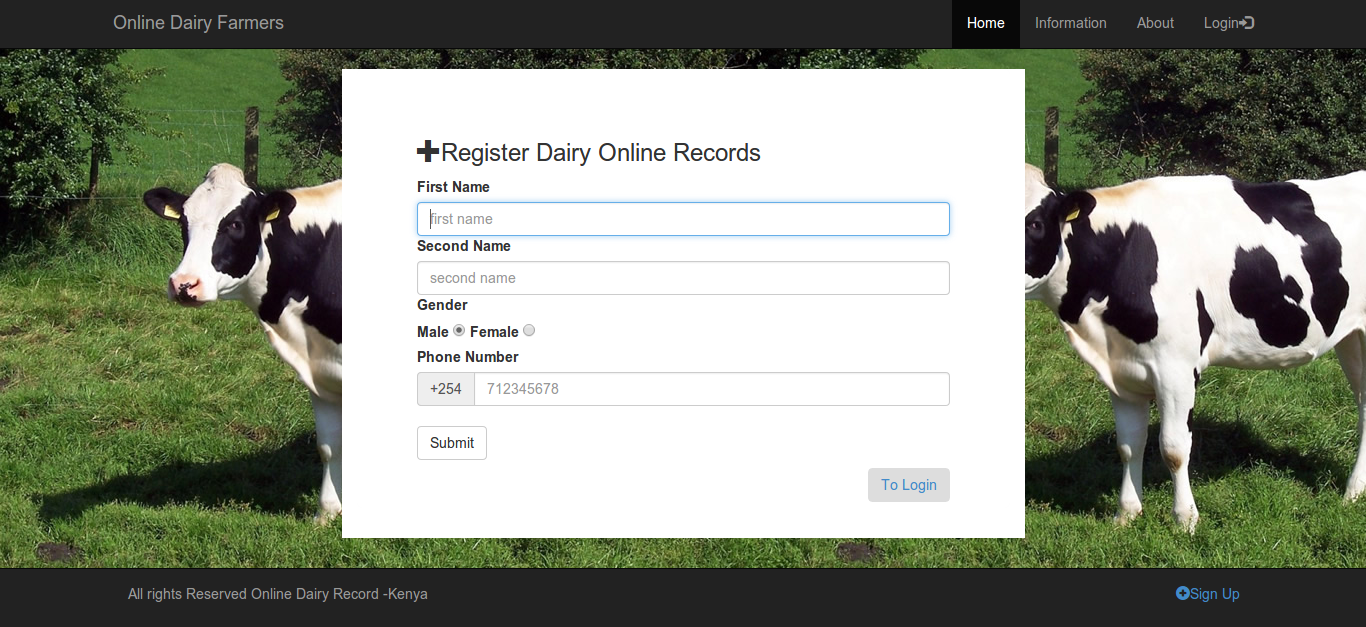 Online Dairy Farmers
Home Information About Login
Register Dairy Online Records
First Name
first name
Second Name
second name
Gender
Male Female
Phone Number
+254 712345678
Submit
To Login
All rights Reserved Online Dairy Record -Kenya
Sign Up